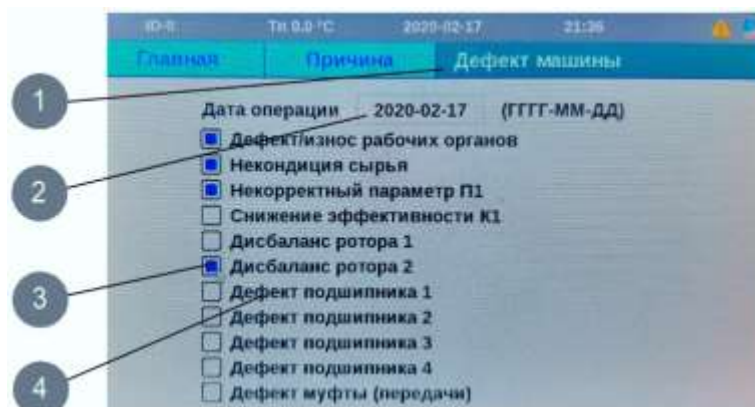 ID-0: Тп 0.0 °C 2020-02-17 21:36
Главная Причина Дефект машины
1
Дата операции 2020-02-17 (ГГГГ-ММ-ДД)
Дефект/износ рабочих органов
Некондиция сырья
2
Некорректный параметр П1
Снижение эффективности К1
Дисбаланс ротора 1
Дисбаланс ротора 2
3
Дефект подшипника 1
Дефект подшипника 2
Дефект подшипника 3
Дефект подшипника 4
4
Дефект муфты (передачи)